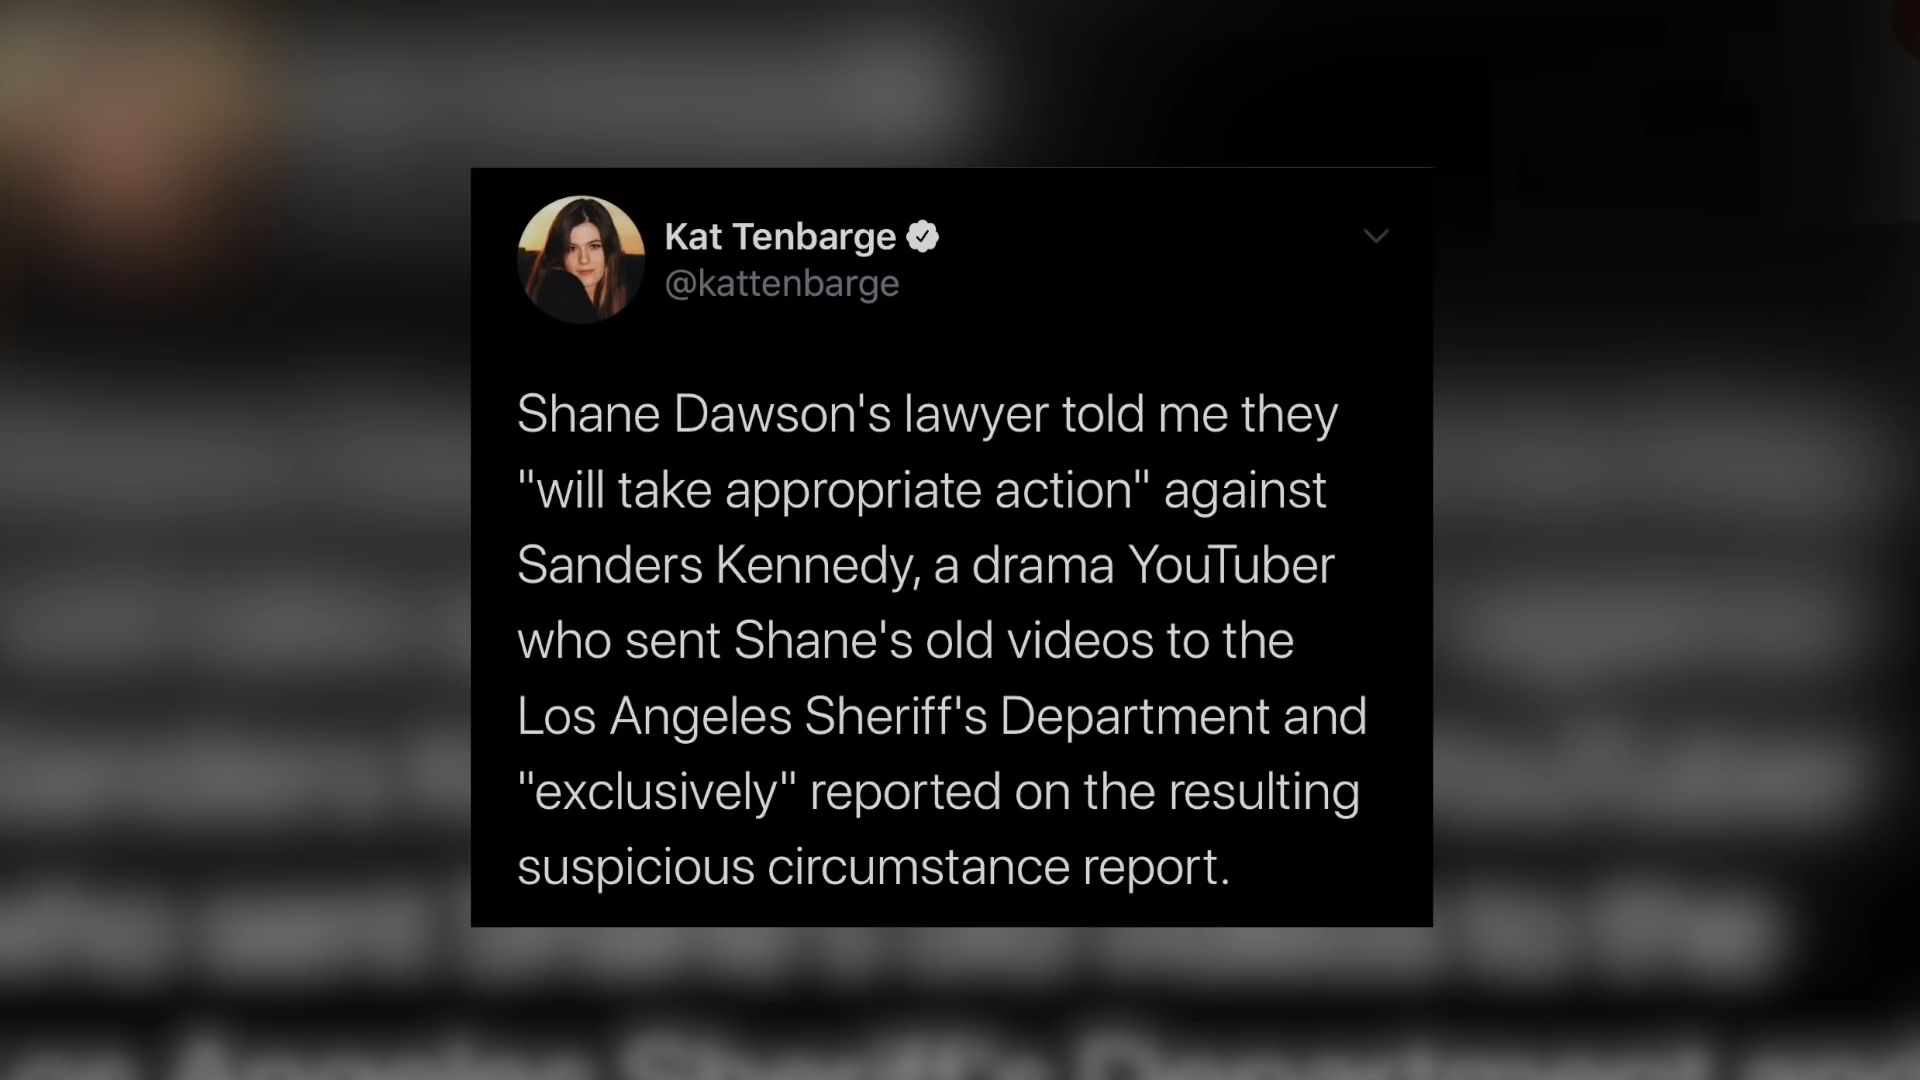 Kat Tenbarge
@kattenbarge
Shane Dawson's lawyer told me they
"will take appropriate action" against
Sanders Kennedy, a drama YouTuber
who sent Shane's old videos to the
Los Angeles Sheriff's Department and
"exclusively" reported on the resulting
suspicious circumstance report.